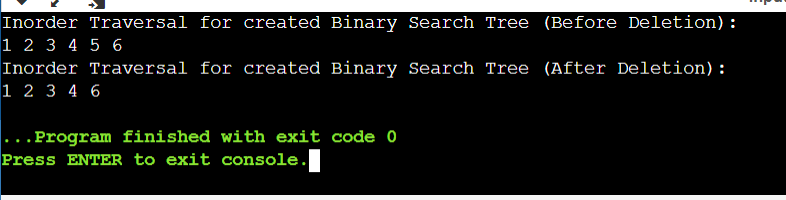 Inorder Traversal for created Binary Search Tree (Before Deletion):
1 2 3 4 5 6
Inorder Traversal for created Binary Search Tree (After Deletion):
1 2 3 4 6
...Program finished with exit code 0
Press ENTER to exit console.